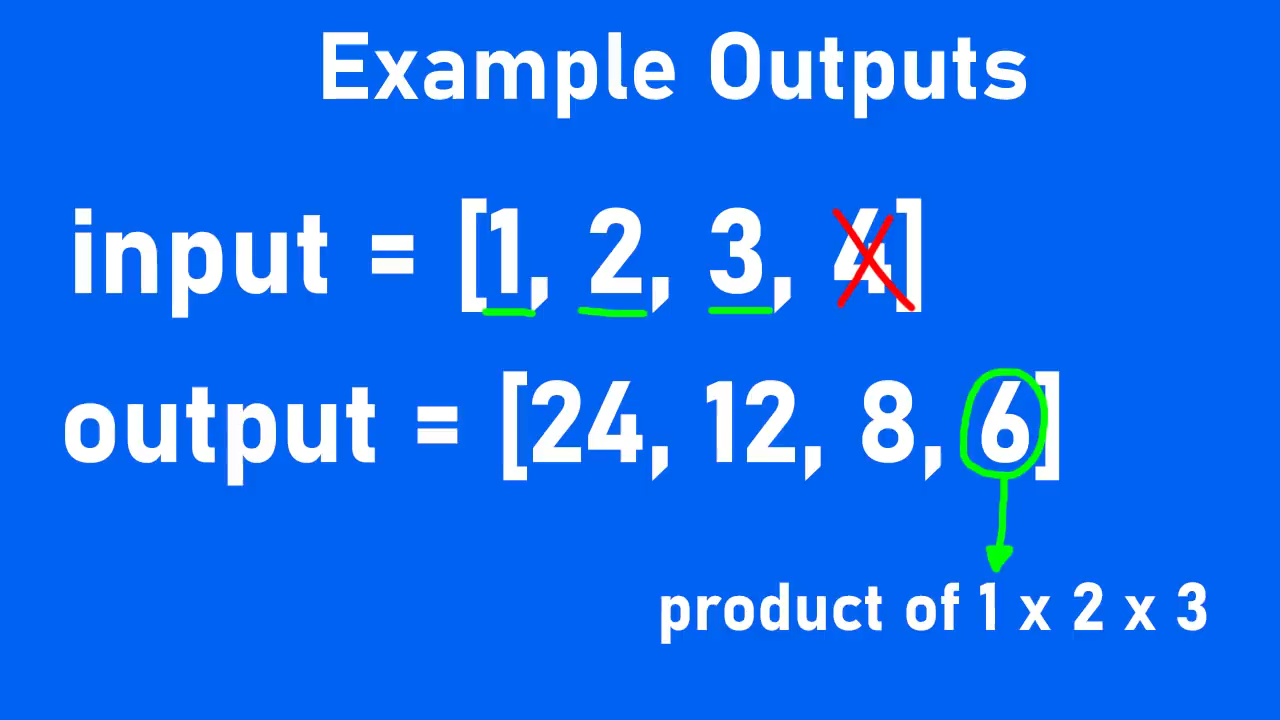 Example Outputs
input = [1, 2, 3, 4]
output = [24, 12, 8, 6]
product of 1 x 2 x 3